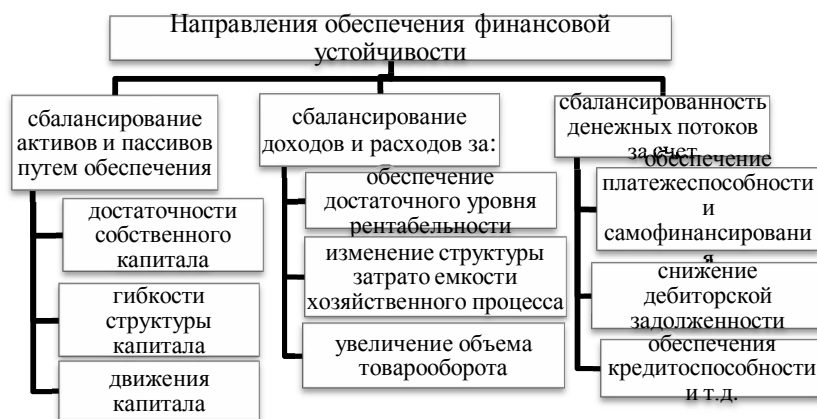 Направления обеспечения финансовой
устойчивости
сбалансирование
активов и пассивов
путем обеспечения
достаточности
собственного
капитала
гибкости
структуры
капитала
движения
капитала
сбалансирование
доходов и расходов за:
обеспечение
достаточного уровня
рентабельности
изменение структуры
затрато емкости
хозяйственного процесса
увеличение объема
товарооборота
сбалансированность
денежных потоков
за счет
обеспечение
платежеспособности
и
самофинансировани
я
снижение
дебиторской
задолженности
обеспечения
кредитоспособности
и т.д.